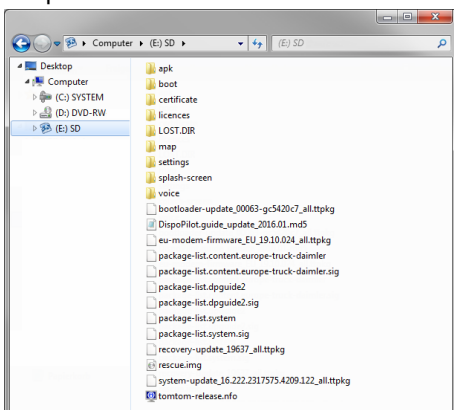 Computer ▸ (E:) SD ▸
(E:) SD
Desktop
Computer
(C:) SYSTEM
(D:) DVD-RW
(E:) SD
apk
boot
certificate
licences
LOST.DIR
map
settings
splash-screen
voice
bootloader-update_00063-gc5420c7_all.ttpkg
DispoPilot.guide_update_2016.01.md5
eu-modem-firmware_EU_19.10.024_all.ttpkg
package-list.content.europe-truck-daimler
package-list.content.europe-truck-daimler.sig
package-list.dpguide2
package-list.dpguide2.sig
package-list.system
package-list.system.sig
recovery-update_19637_all.ttpkg
rescue.img
system-update_16.222.2317575.4209.122_all.ttpkg
tomtom-release.nfo